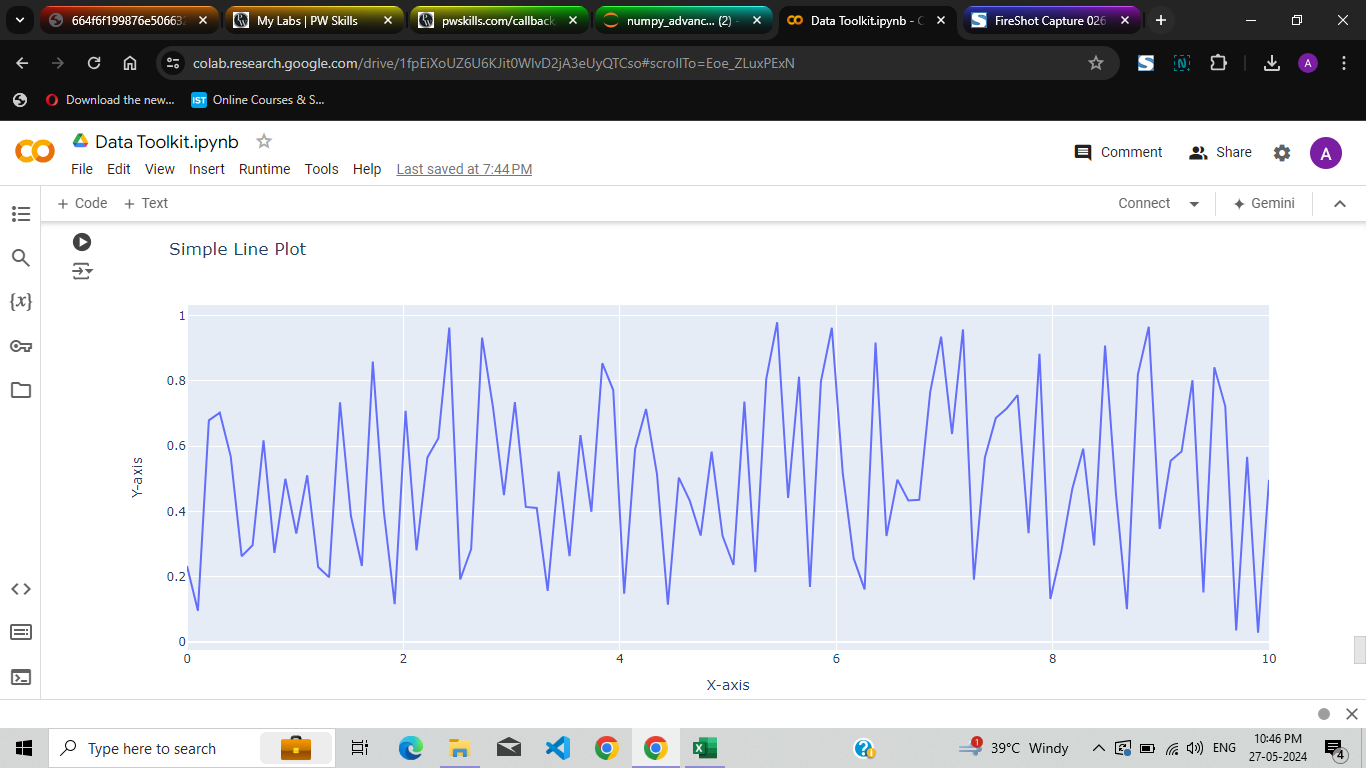 664f6f199876e50663
My Labs | PW Skills
pwskills.com/callback
numpy_advanc... (2) -
Data Toolkit.ipynb - C
FireShot Capture 026
colab.research.google.com/drive/1fpEiXoUZ6U6KJit0WlvD2jA3eUyQTCso#scrollTo=Eoe_ZLuxPExN
A
Download the new...
IST Online Courses & S...
Data Toolkit.ipynb
Comment
Share
A
File Edit View Insert Runtime Tools Help Last saved at 7:44 PM
+ Code + Text
Connect
Gemini
{x}
Simple Line Plot
1
0.8
0.6
0.4
0.2
0
Y-axis
0 2 4 6 8 10
X-axis
Type here to search
1
39°C Windy
ENG
10:46 PM
27-05-2024
4